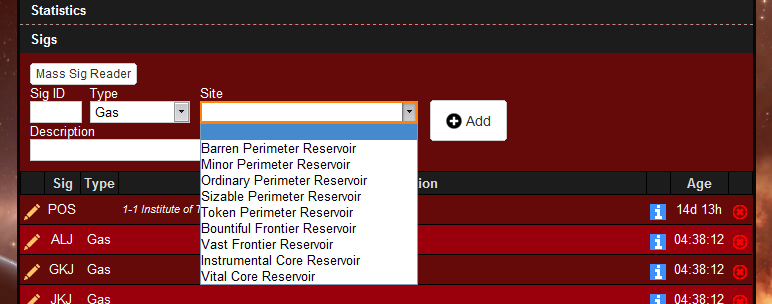 Statistics
Sigs
Mass Sig Reader
Sig ID Type Site
Gas
Add
Description
Barren Perimeter Reservoir
Minor Perimeter Reservoir
Ordinary Perimeter Reservoir
Sizable Perimeter Reservoir
Token Perimeter Reservoir
Bountiful Frontier Reservoir
Vast Frontier Reservoir
Instrumental Core Reservoir
Vital Core Reservoir
Sig Type Age
POS 1-1 Institute of 14d 13h
ALJ Gas 04:38:12
GKJ Gas 04:38:12
JKJ Gas 04:38:12